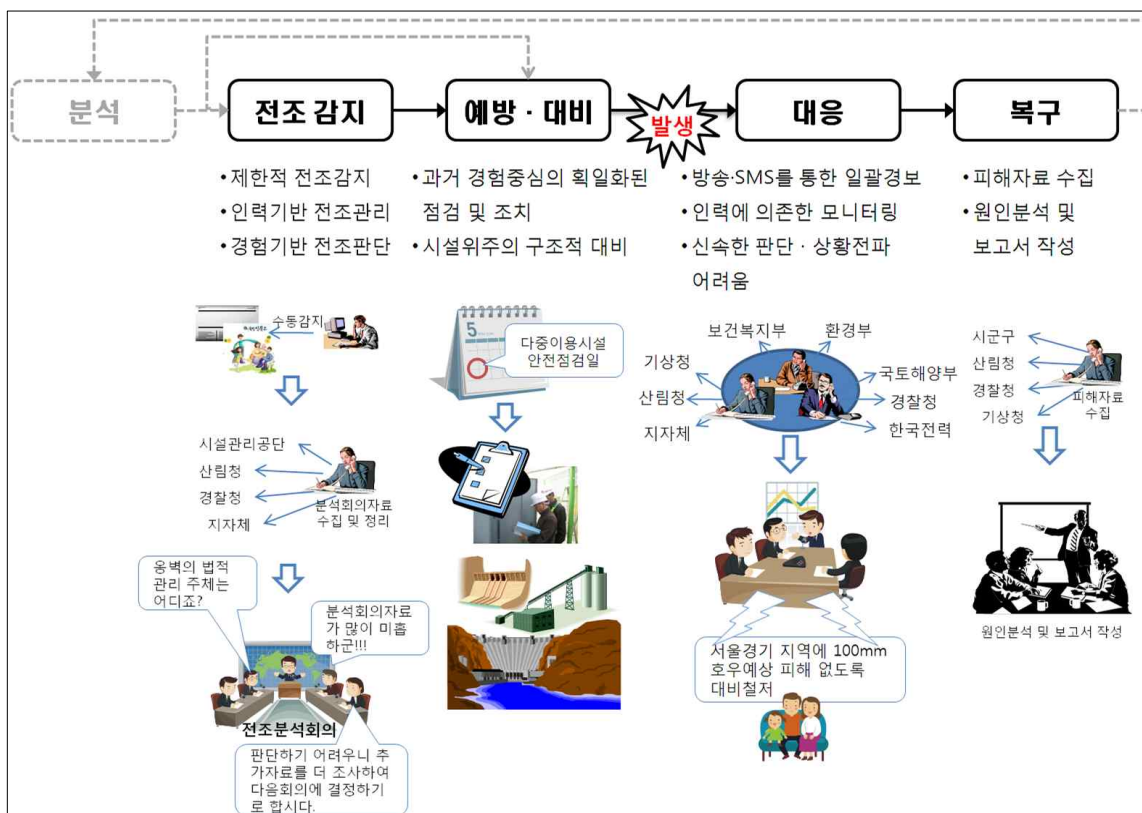 분석
전조 감지
예방 · 대비
발생
대응
복구
• 제한적 전조감지
• 인력기반 전조관리
• 경험기반 전조판단
• 과거 경험중심의 획일화된
점검 및 조치
• 시설위주의 구조적 대비
• 방송·SMS를 통한 일괄경보
• 인력에 의존한 모니터링
• 신속한 판단 · 상황전파
어려움
• 피해자료 수집
• 원인분석 및
보고서 작성
수동감지
시설관리공단
산림청
경찰청
지자체
분석회의자료
수집 및 정리
옹벽의 법적
관리 주체는
어디죠?
분석회의자료
가 많이 미흡
하군!!!
전조분석회의
판단하기 어려우니 추
가자료를 더 조사하여
다음회의에 결정하기
로 합시다.
5
다중이용시설
안전점검일
보건복지부
환경부
기상청
국토해양부
산림청
경찰청
지자체
한국전력
서울경기 지역에 100mm
호우예상 피해 없도록
대비철저
시군구
산림청
경찰청
기상청
피해자료
수집
원인분석 및 보고서 작성